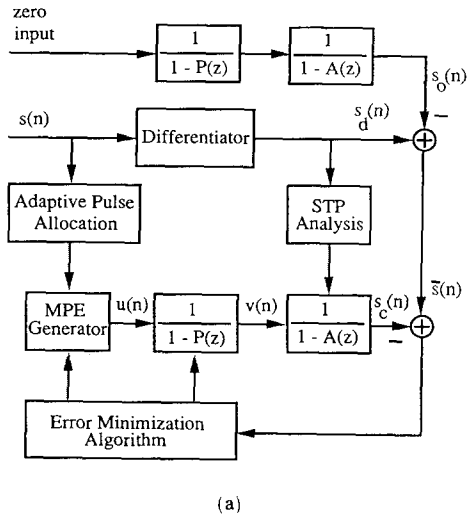 zero
input
1
1 - P(z)
1
1 - A(z)
s_o(n)
−
s(n)
Differentiator
s_d(n)
+
Adaptive Pulse
Allocation
STP
Analysis
s̄(n)
MPE
Generator
u(n)
1
1 - P(z)
v(n)
1
1 - A(z)
s_c(n)
+
−
Error Minimization
Algorithm
(a)